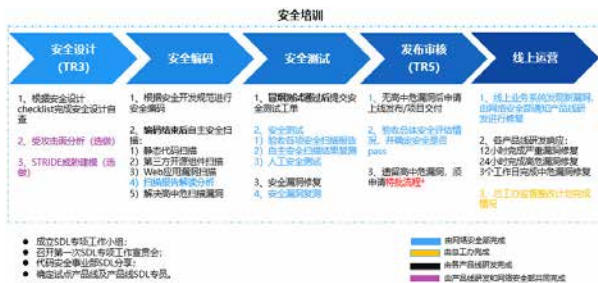 安全培训
安全设计
(TR3)
安全编码
安全测试
发布审核
(TR5)
线上运营
1、根据安全设计
checklist完成安全设计自
查
2、受攻击面分析（选做）
3、STRIDE威胁建模（选
做）
1、根据安全开发规范进行
安全编码
2、编码结束后自主安全扫
描:
1) 静态代码扫描
2) 第三方开源组件扫描
3) Web应用漏洞扫描
4) 扫描报告解读分析
5) 解决高中危扫描漏洞
1、冒烟测试通过后提交安
全测试工单
2、安全测试
1) 验收各项安全扫描报告
2) 自主安全扫描结果复测
3) 人工安全测试
3、安全漏洞修复
4、安全漏洞复测
1、无高中危漏洞后申请
上线发布/项目交付
2、验收总体安全评估情
况，并确定安全是否
pass
3、遗留高中危漏洞，须
申请特批流程*
1、线上业务系统发现新漏洞,
由网络安全部通知产品线研
发进行修复
2、各产品线研发响应:
12小时完成严重漏洞修复
24小时完成高危漏洞修复
3个工作日完成中危漏洞修复
3、总工办监督整改计划完成
情况
● 成立SDL专项工作小组;
● 召开第一次SDL专项工作宣贯会;
● 代码安全事业部SDL分享;
● 确定试点产品线及产品线SDL专员。
由网络安全部完成
由总工办完成
由各产品线研发完成
由产品线研发和网络安全部共同完成